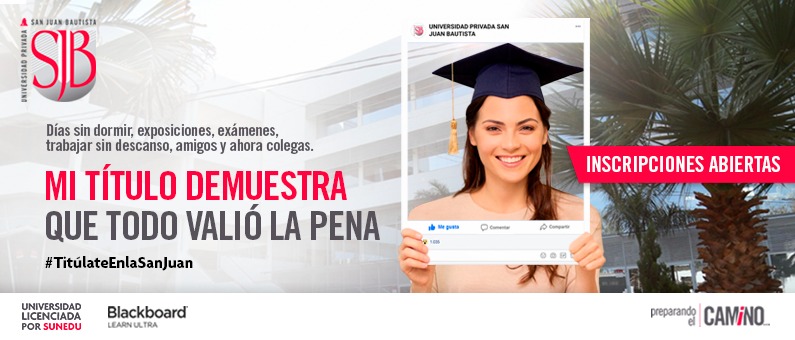 UNIVERSIDAD PRIVADA SAN JUAN BAUTISTA
SJB
Días sin dormir, exposiciones, exámenes,
trabajar sin descanso, amigos y ahora colegas.
MI TÍTULO DEMUESTRA
QUE TODO VALIÓ LA PENA
#TitúlateEnlaSanJuan
UNIVERSIDAD PRIVADA SAN
JUAN BAUTISTA
Me gusta
Comentar
Compartir
INSCRIPCIONES ABIERTAS
UNIVERSIDAD
LICENCIADA
POR SUNEDU
Blackboard
LEARN ULTRA
preparando
el
CAMiNO